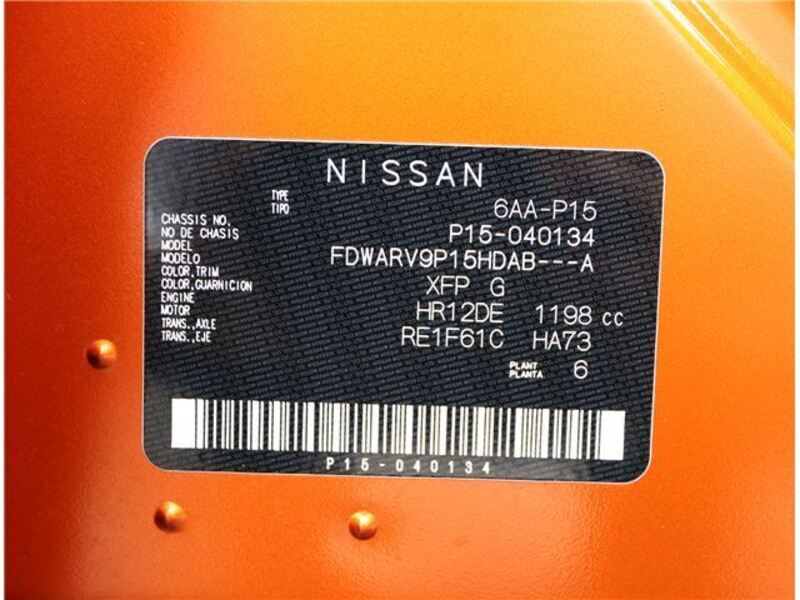 NISSAN
TYPE
TIPO 6AA-P15
CHASSIS NO.
NO DE CHASIS P15-040134
MODEL
MODELO FDWARV9P15HDAB---A
COLOR,TRIM
COLOR,GUARNICION XFP G
ENGINE
MOTOR HR12DE 1198 cc
TRANS.,AXLE
TRANS.,EJE RE1F61C HA73
PLANT
PLANTA 6
P15-040134